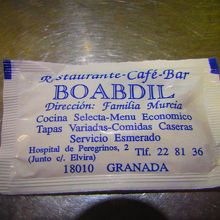 Restaurante-Café-Bar
BOABDIL
Dirección: Familia Murcia
Cocina Selecta-Menu Economico
Tapas Variadas-Comidas Caseras
Servicio Esmerado
Hospital de Peregrinos, 2
(Junto c/. Elvira) Tlf. 22 81 36
18010 GRANADA